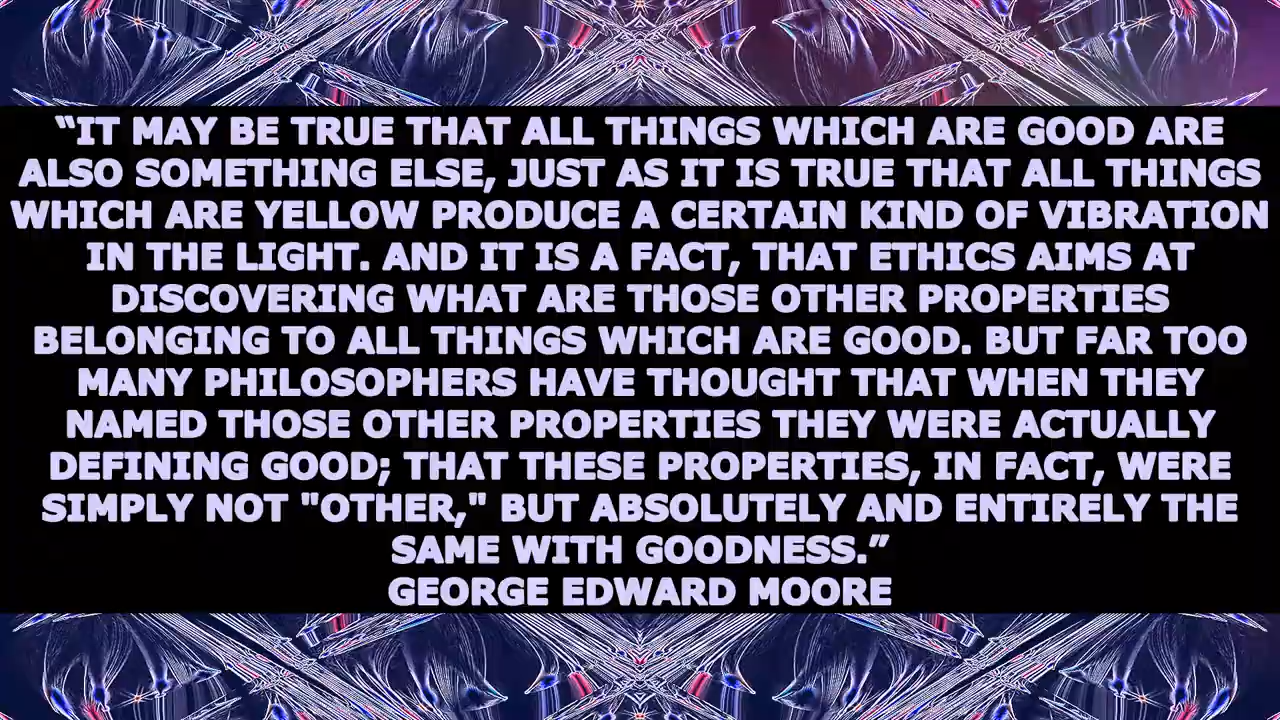 “IT MAY BE TRUE THAT ALL THINGS WHICH ARE GOOD ARE
ALSO SOMETHING ELSE, JUST AS IT IS TRUE THAT ALL THINGS
WHICH ARE YELLOW PRODUCE A CERTAIN KIND OF VIBRATION
IN THE LIGHT. AND IT IS A FACT, THAT ETHICS AIMS AT
DISCOVERING WHAT ARE THOSE OTHER PROPERTIES
BELONGING TO ALL THINGS WHICH ARE GOOD. BUT FAR TOO
MANY PHILOSOPHERS HAVE THOUGHT THAT WHEN THEY
NAMED THOSE OTHER PROPERTIES THEY WERE ACTUALLY
DEFINING GOOD; THAT THESE PROPERTIES, IN FACT, WERE
SIMPLY NOT "OTHER," BUT ABSOLUTELY AND ENTIRELY THE
SAME WITH GOODNESS.”
GEORGE EDWARD MOORE